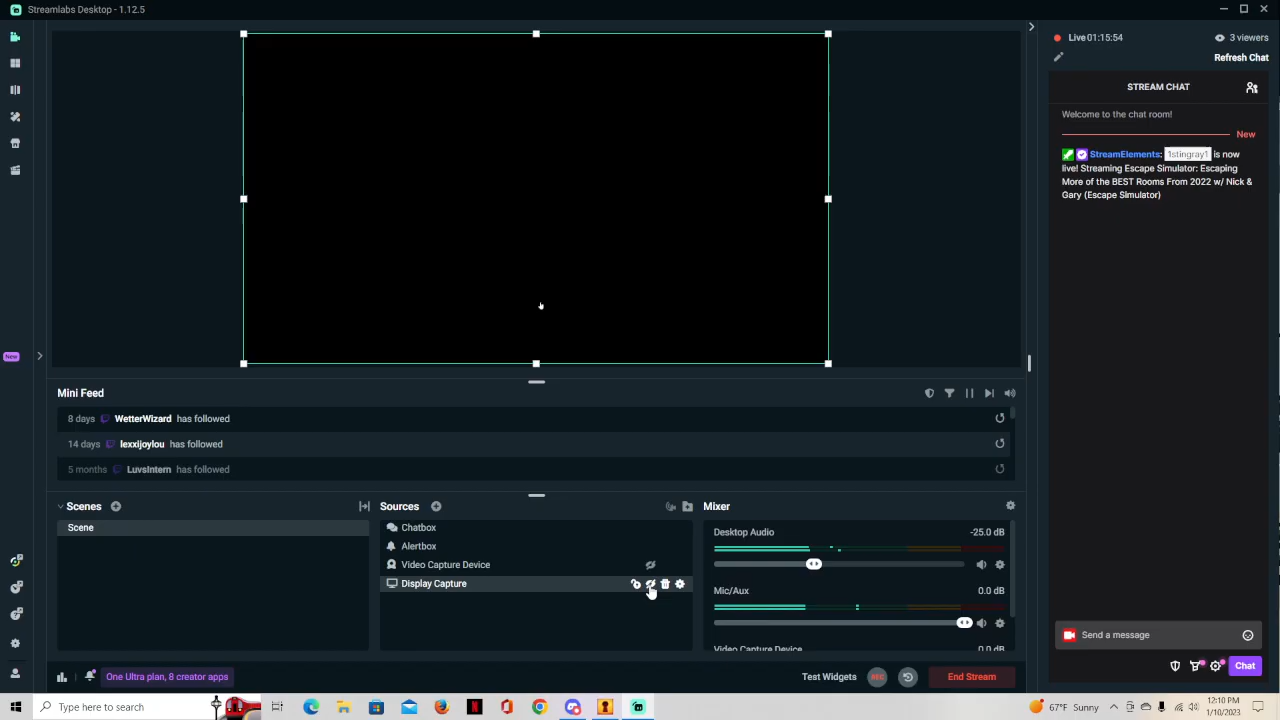 Streamlabs Desktop - 1.12.5
Live 01:15:54
3 viewers
Refresh Chat
STREAM CHAT
Welcome to the chat room!
New
StreamElements: 1stingray1 is now
live! Streaming Escape Simulator: Escaping
More of the BEST Rooms From 2022 w/ Nick &
Gary (Escape Simulator)
New
Mini Feed
8 days WetterWizard has followed
14 days lexxijoylou has followed
5 months LuvsIntern has followed
Scenes
Scene
Sources
Chatbox
Alertbox
Video Capture Device
Display Capture
Mixer
Desktop Audio -25.0 dB
Mic/Aux 0.0 dB
Video Capture Device 0.0 dB
Send a message
Chat
One Ultra plan, 8 creator apps
Test Widgets
REC
End Stream
Type here to search
67°F Sunny
12:10 PM
1/10/2023